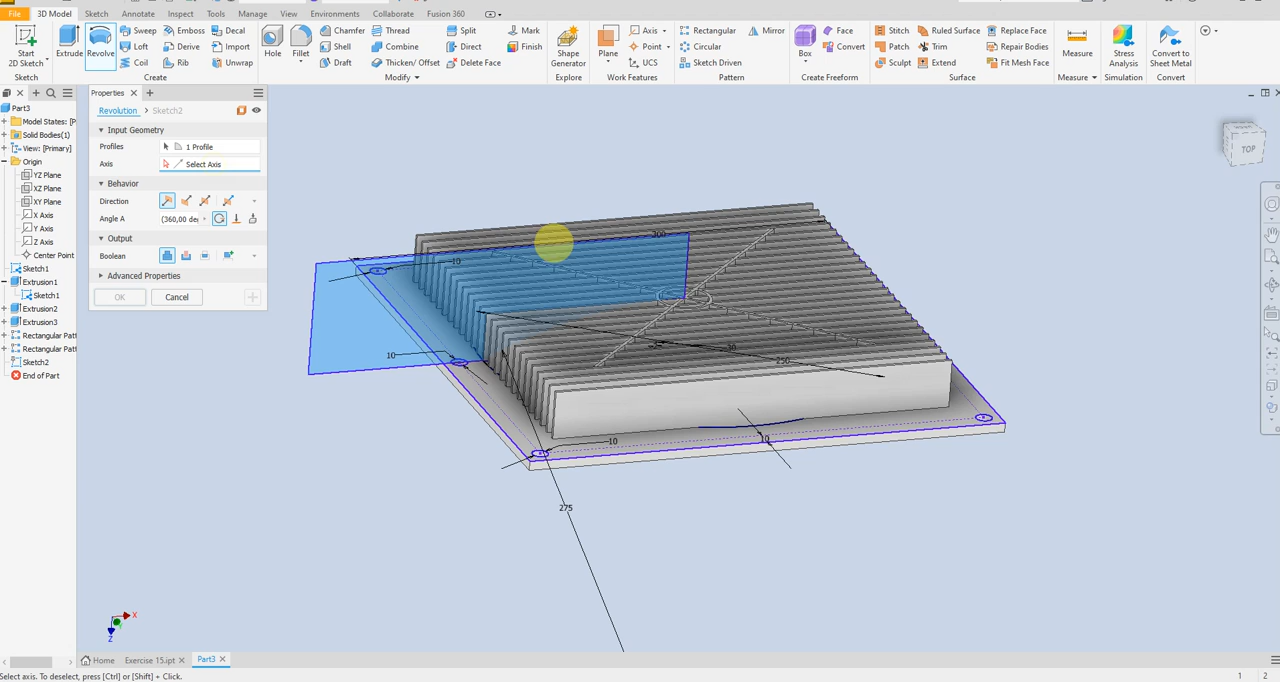 File 3D Model Sketch Annotate Inspect Tools Manage View Environments Collaborate Fusion 360
Start
2D Sketch
Extrude
Revolve
Sweep
Loft
Coil
Emboss
Derive
Rib
Decal
Import
Unwrap
Hole
Fillet
Chamfer
Shell
Draft
Thread
Combine
Thicken/ Offset
Split
Direct
Delete Face
Mark
Finish
Shape
Generator
Plane
Axis
Point
UCS
Rectangular
Circular
Sketch Driven
Mirror
Box
Face
Convert
Stitch
Patch
Sculpt
Ruled Surface
Trim
Extend
Replace Face
Repair Bodies
Fit Mesh Face
Measure
Stress
Analysis
Convert to
Sheet Metal
Sketch Create Modify Explore Work Features Pattern Create Freeform Surface Measure Simulation Convert
Part3
Model States: [P
Solid Bodies(1)
View: [Primary]
Origin
YZ Plane
XZ Plane
XY Plane
X Axis
Y Axis
Z Axis
Center Point
Sketch1
Extrusion1
Sketch1
Extrusion2
Extrusion3
Rectangular Patt
Rectangular Patt
Sketch2
End of Part
Properties
Revolution > Sketch2
Input Geometry
Profiles 1 Profile
Axis Select Axis
Behavior
Direction
Angle A (360,00 de
Output
Boolean
Advanced Properties
OK Cancel
TOP
300
10
10
30
250
10
10
275
X
Z
Home Exercise 15.ipt Part3
Select axis. To deselect, press [Ctrl] or [Shift] + Click.
1 2